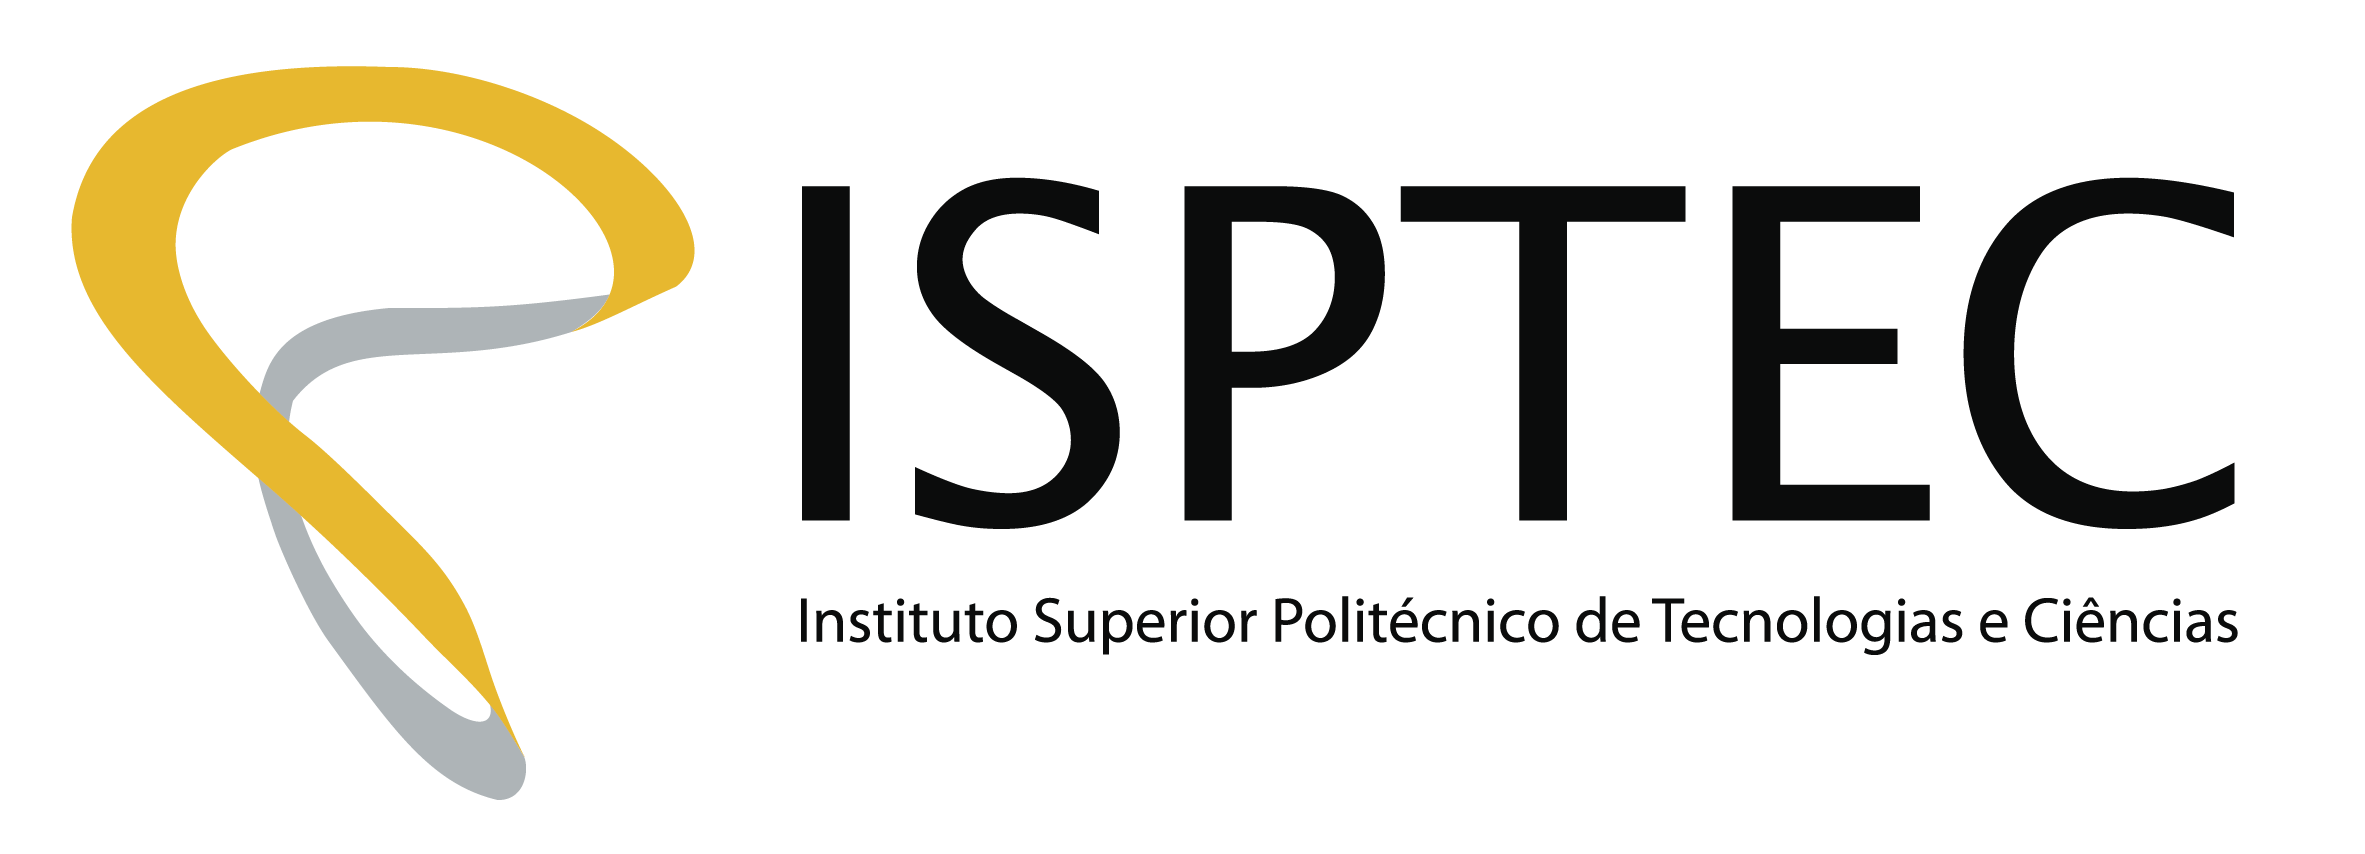 ISPTEC
Instituto Superior Politécnico de Tecnologias e Ciências